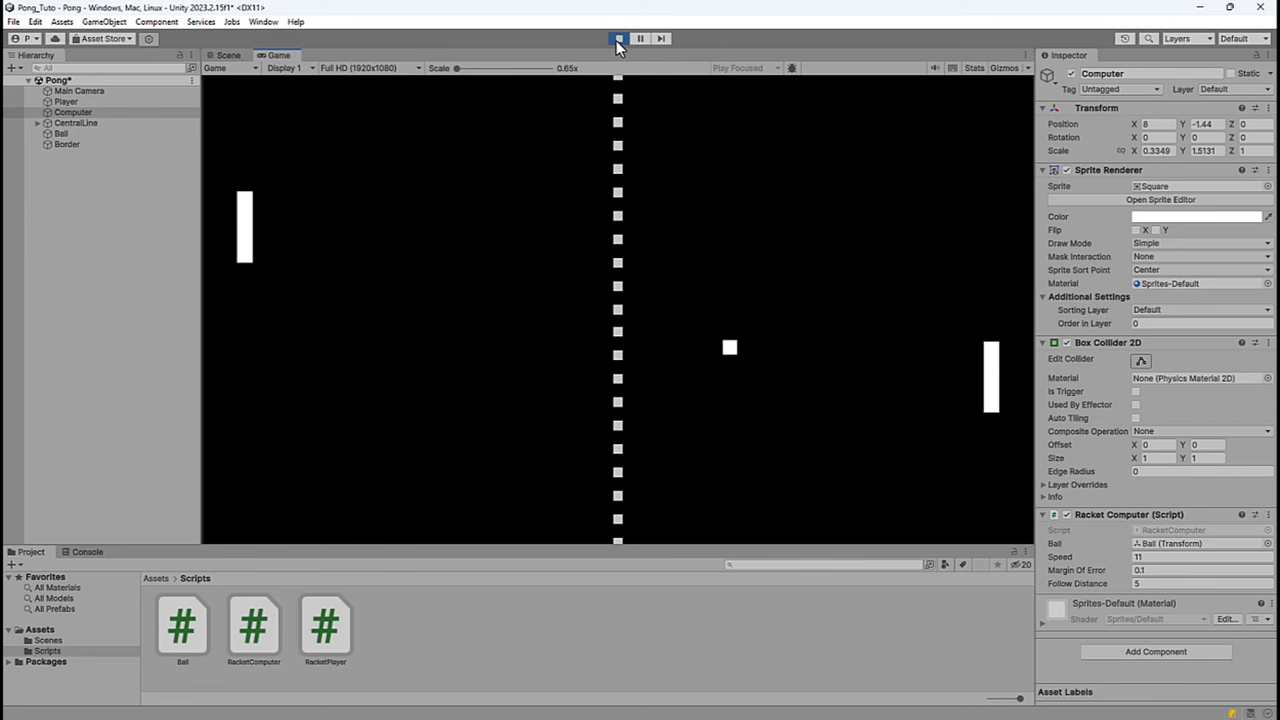 Pong_Tuto - Pong - Windows, Mac, Linux - Unity 2023.2.15f1* <DX11>
File Edit Assets GameObject Component Services Jobs Window Help
P Asset Store Layers Default
Hierarchy Scene Game Inspector
All Game Display 1 Full HD (1920x1080) Scale 0.65x Play Focused Stats Gizmos
Pong*
Main Camera
Player
Computer
CentralLine
Ball
Border
Computer Static
Tag Untagged Layer Default
Transform
Position X 8 Y -1.44 Z 0
Rotation X 0 Y 0 Z 0
Scale X 0.3349 Y 1.5131 Z 1
Sprite Renderer
Sprite Square
Open Sprite Editor
Color
Flip X Y
Draw Mode Simple
Mask Interaction None
Sprite Sort Point Center
Material Sprites-Default
Additional Settings
Sorting Layer Default
Order in Layer 0
Box Collider 2D
Edit Collider
Material None (Physics Material 2D)
Is Trigger
Used By Effector
Auto Tiling
Composite Operation None
Offset X 0 Y 0
Size X 1 Y 1
Edge Radius 0
Layer Overrides
Info
# Racket Computer (Script)
Script RacketComputer
Ball Ball (Transform)
Speed 11
Margin Of Error 0.1
Follow Distance 5
Sprites-Default (Material)
Shader Sprites/Default Edit...
Add Component
Asset Labels
Project Console
20
Favorites
All Materials
All Models
All Prefabs
Assets
Scenes
Scripts
Packages
Assets > Scripts
# # #
Ball RacketComputer RacketPlayer